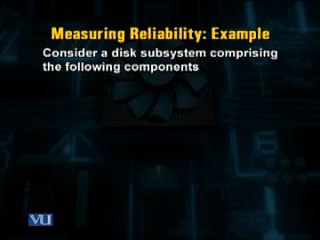 Measuring Reliability: Example
Consider a disk subsystem comprising
the following components
VU